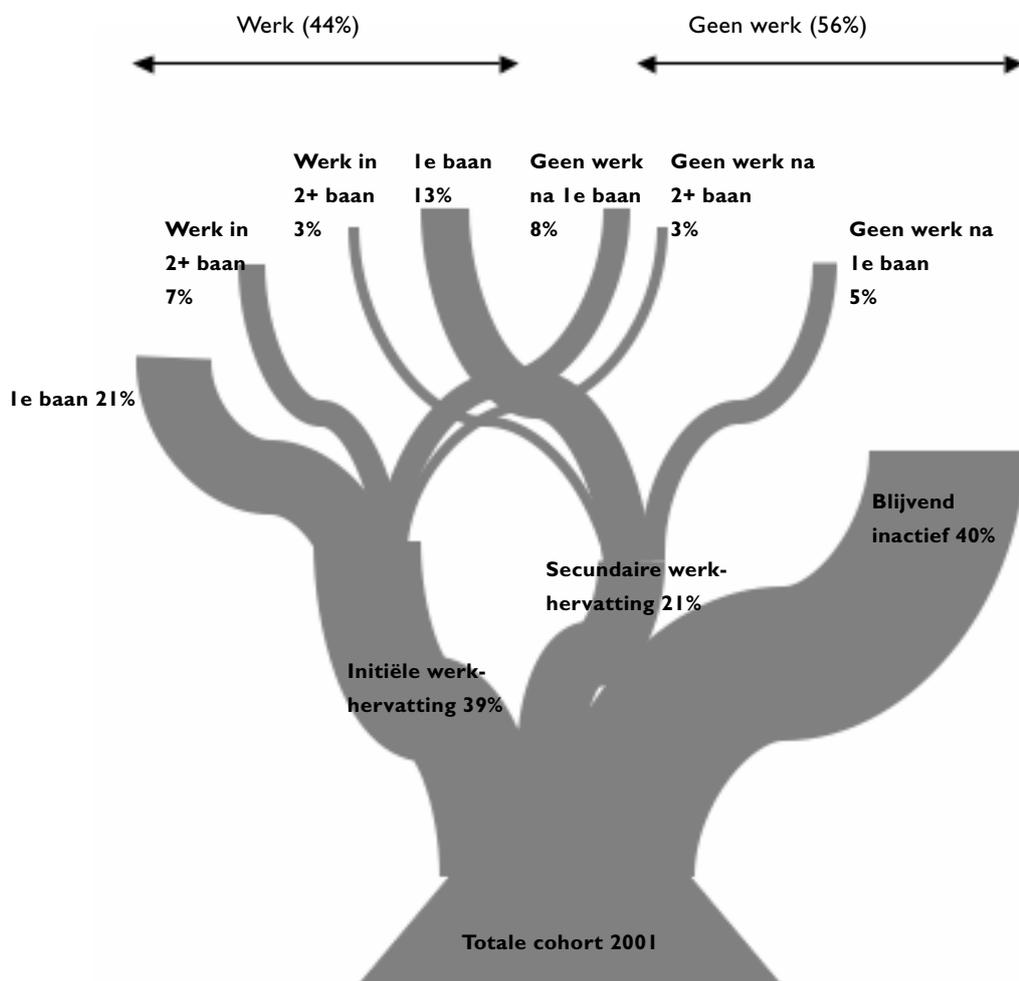 Werk (44%)
Geen werk (56%)
Werk in
2+ baan
3%
1e baan
13%
Geen werk
na 1e baan
8%
Geen werk na
2+ baan
3%
Werk in
2+ baan
7%
Geen werk na
1e baan
5%
1e baan 21%
Blijvend
inactief 40%
Secundaire werk-
hervatting 21%
Initiële werk-
hervatting 39%
Totale cohort 2001